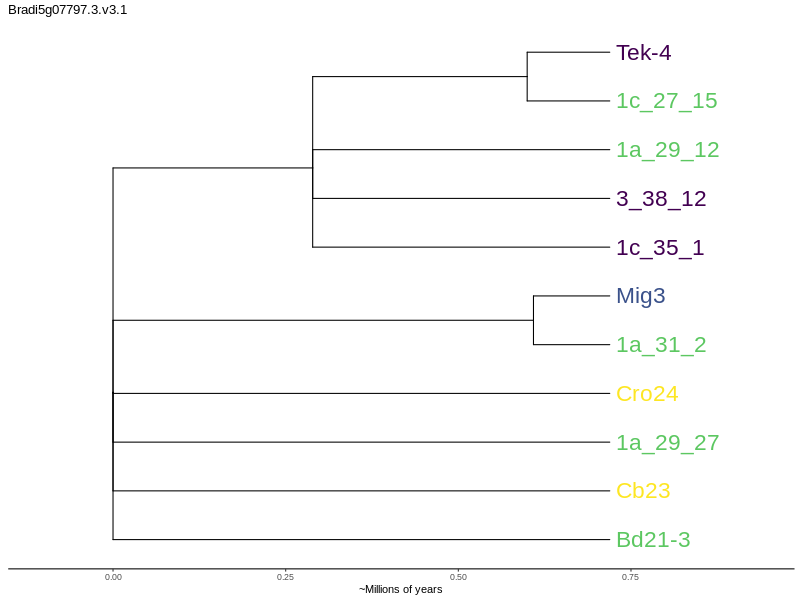 Bradi5g07797.3.v3.1
Tek-4
1c_27_15
1a_29_12
3_38_12
1c_35_1
Mig3
1a_31_2
Cro24
1a_29_27
Cb23
Bd21-3
0.00 0.25 0.50 0.75
~Millions of years